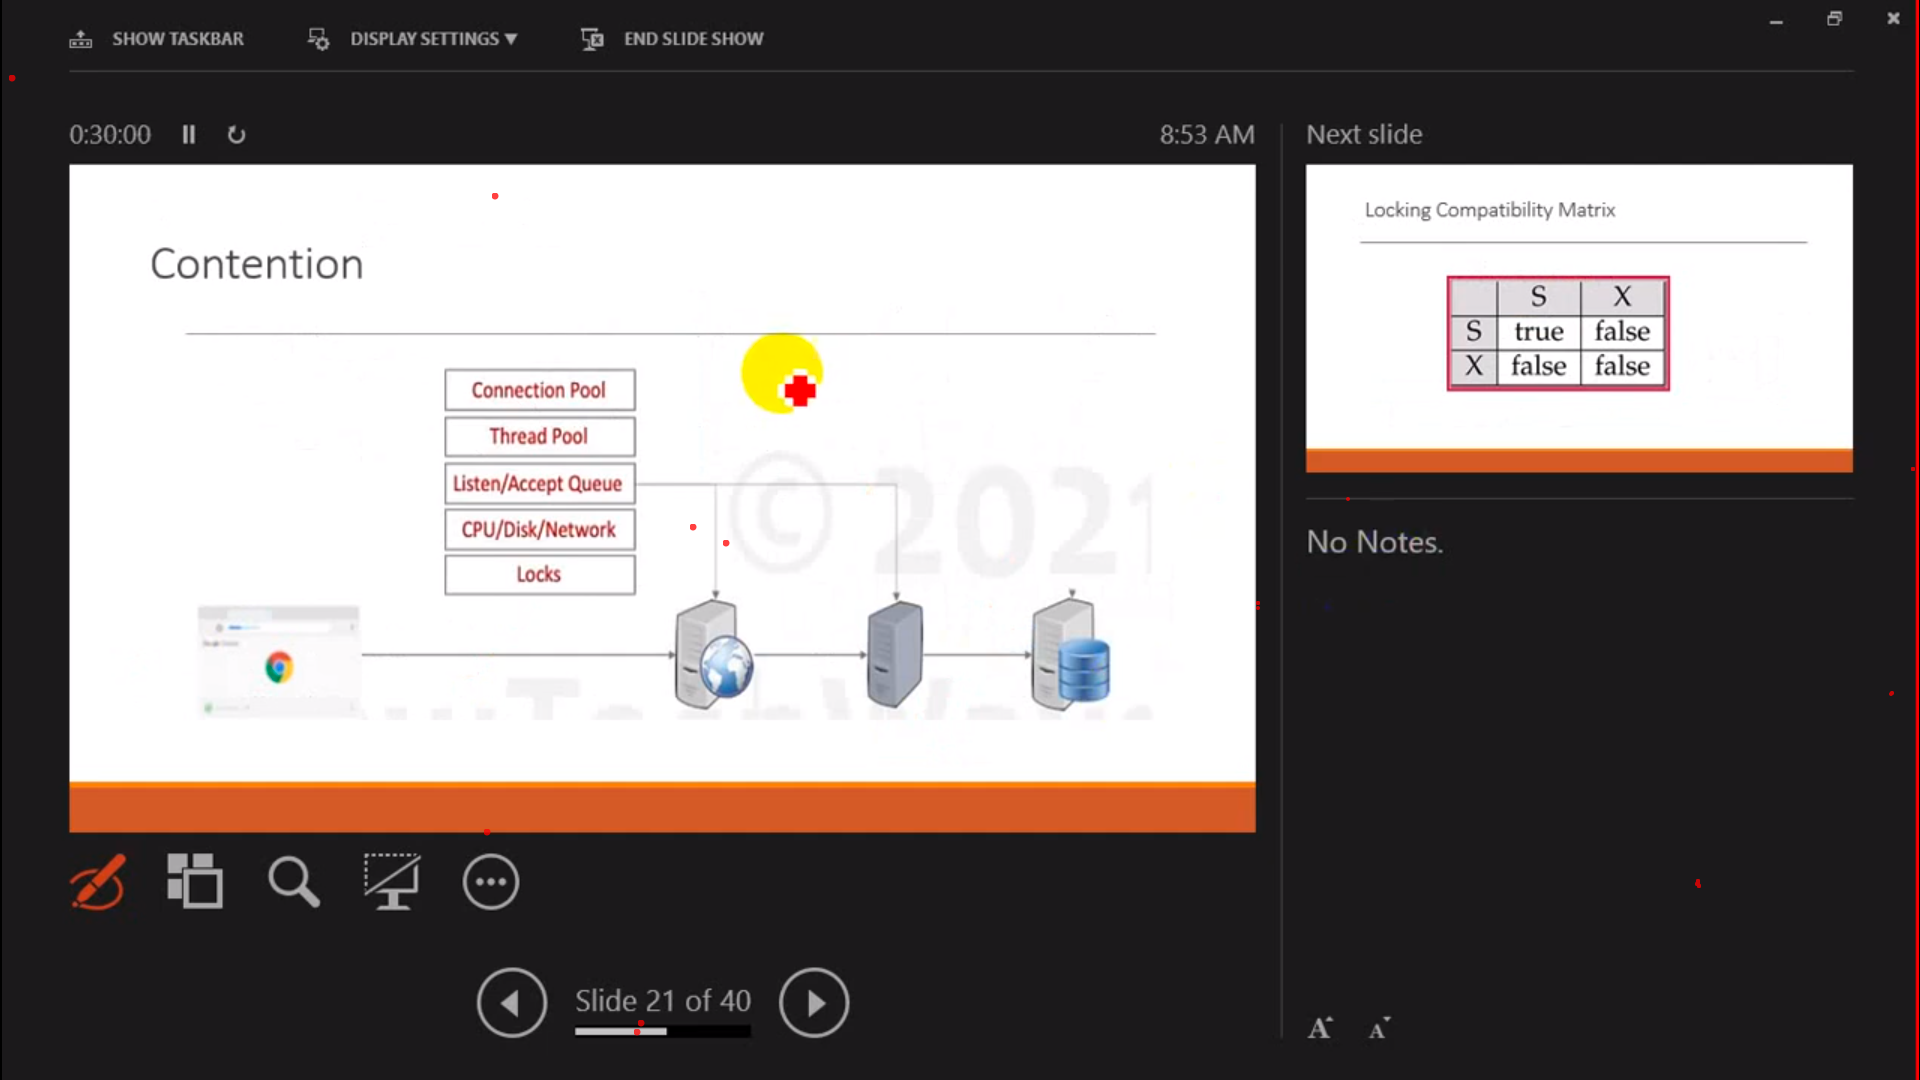 SHOW TASKBAR
DISPLAY SETTINGS ▼
END SLIDE SHOW
0:30:00
8:53 AM
Next slide
Contention
Connection Pool
Thread Pool
Listen/Accept Queue
CPU/Disk/Network
Locks
© 2021
Locking Compatibility Matrix
S X
S true false
X false false
No Notes.
Slide 21 of 40
A A